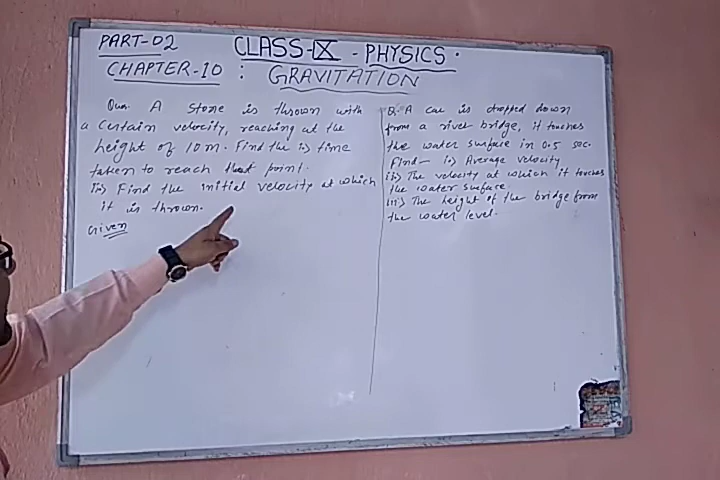 PART-02
CLASS-IX - PHYSICS.
CHAPTER-10 : GRAVITATION
Que. A stone is thrown with
a certain velocity, reaching at the
height of 10 m. Find the i) time
taken to reach that point.
ii) Find the initial velocity at which
it is thrown.
Given
Q. A car is dropped down
from a river bridge, it touches
the water surface in 0.5 sec.
Find- i) Average velocity
ii) The velocity at which it touches
the water surface.
iii) The height of the bridge from
the water level.